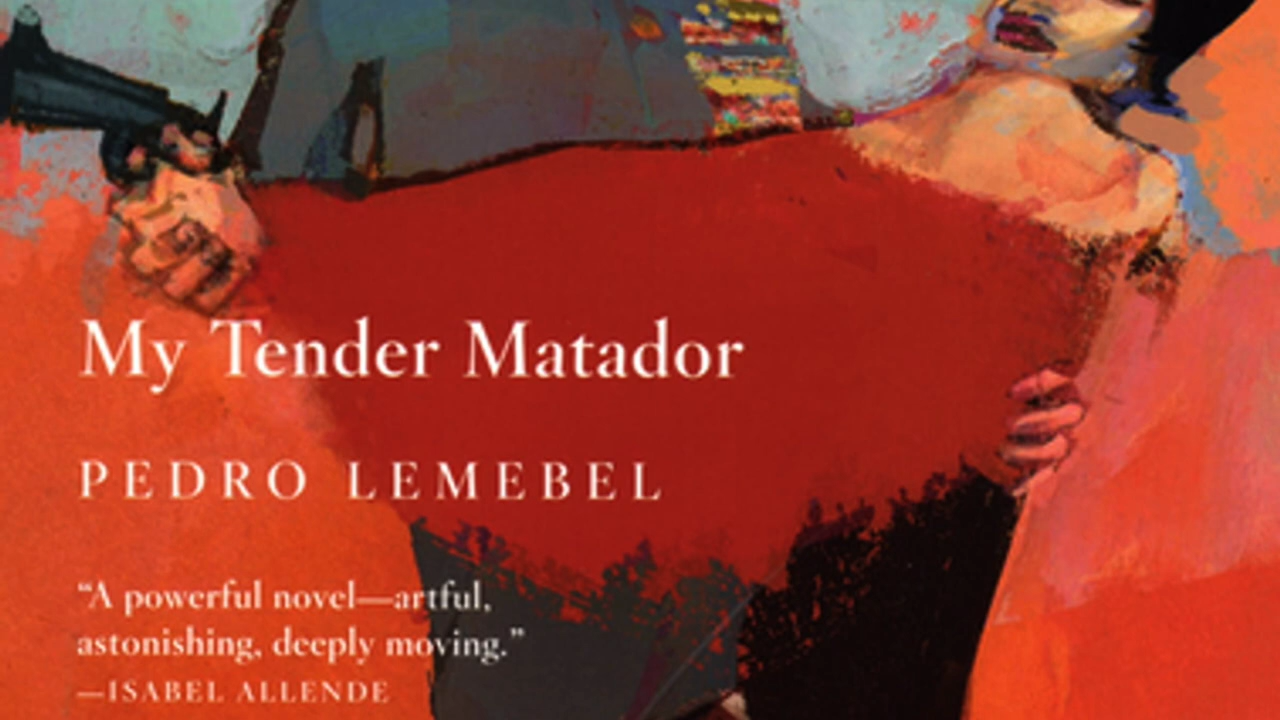 My Tender Matador
PEDRO LEMEBEL
“A powerful novel—artful,
astonishing, deeply moving.”
—ISABEL ALLENDE